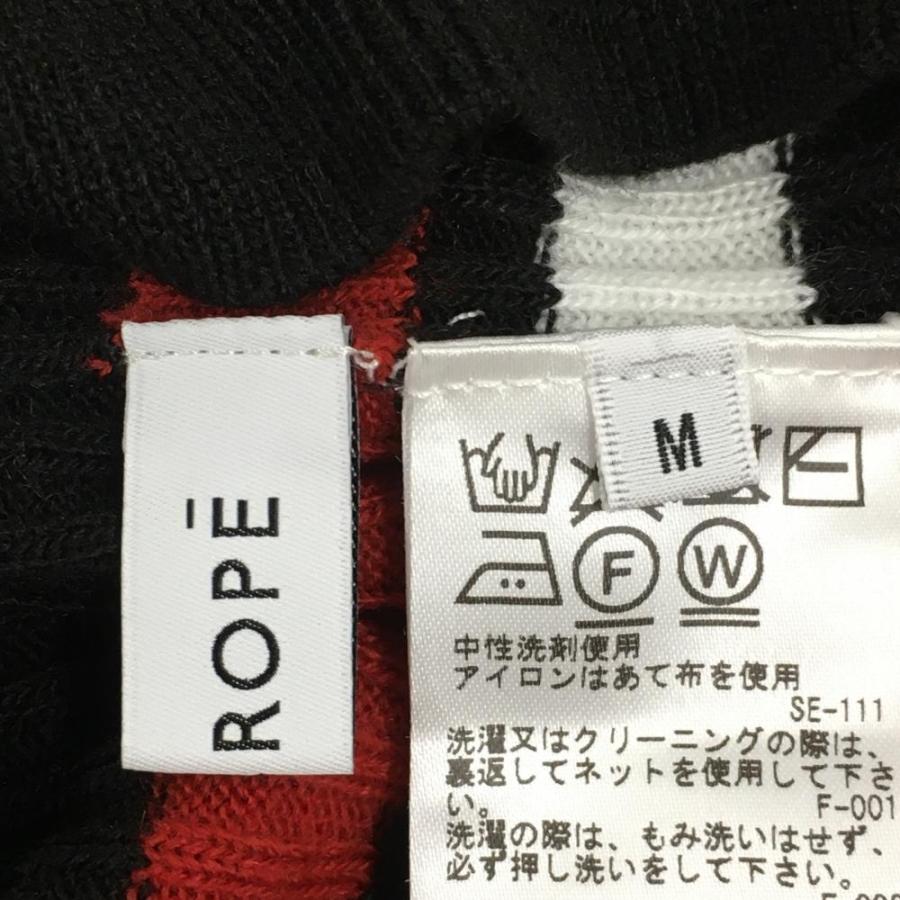 ROPÉ
M
F W
中性洗剤使用
アイロンはあて布を使用
SE-111
洗濯又はクリーニングの際は、
裏返してネットを使用して下さ
い。
F-001
洗濯の際は、もみ洗いはせず、
必ず押し洗いをして下さい。